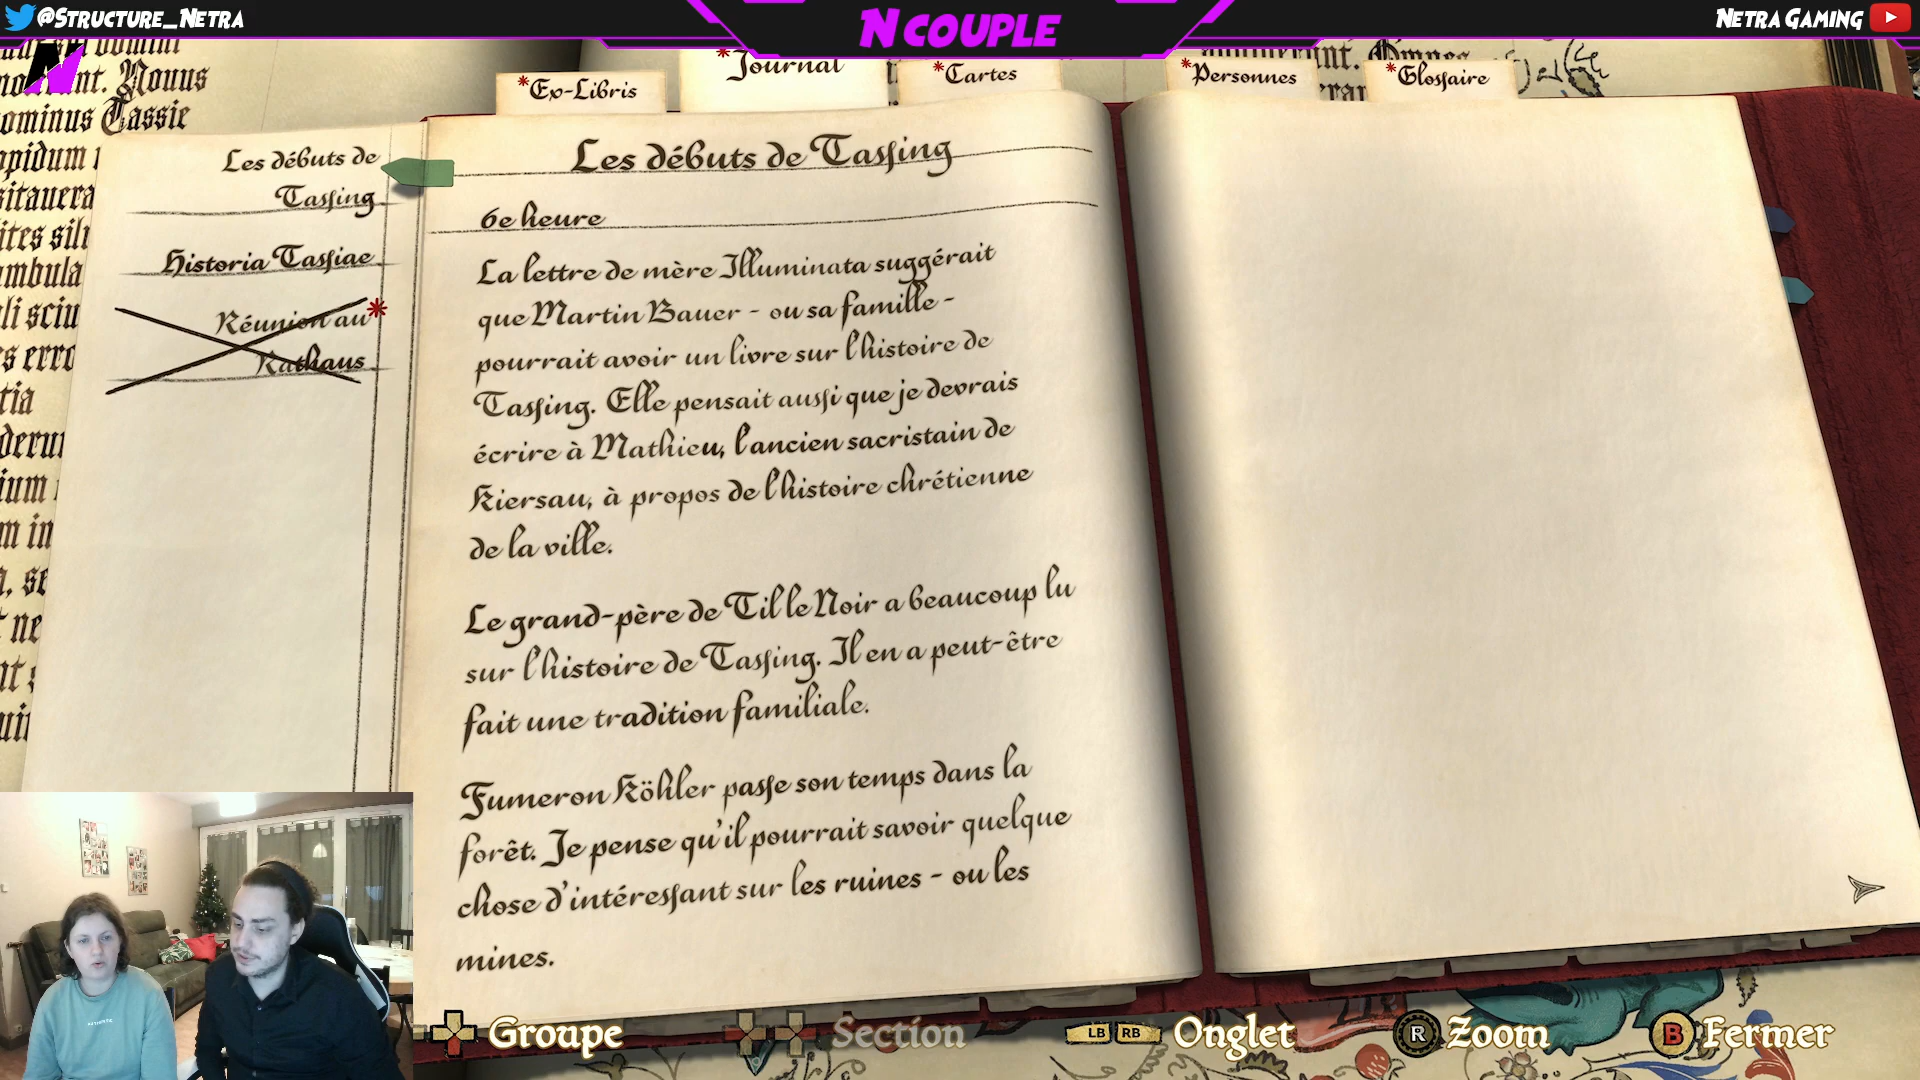 @Structure_Netra
N couple
Netra Gaming
*Ex-Libris
*Journal
*Cartes
*Personnes
*Glossaire
Les débuts de
Tassing
Historia Tassiae
Réunion au*
Rathaus
Les débuts de Tassing
6e heure
La lettre de mère Illuminata suggérait
que Martin Bauer - ou sa famille -
pourrait avoir un livre sur l'histoire de
Tassing. Elle pensait aussi que je devrais
écrire à Mathieu, l'ancien sacristain de
Kiersau, à propos de l'histoire chrétienne
de la ville.
Le grand-père de Til le Noir a beaucoup lu
sur l'histoire de Tassing. Il en a peut-être
fait une tradition familiale.
Fumeron Köhler passe son temps dans la
forêt. Je pense qu'il pourrait savoir quelque
chose d'intéressant sur les ruines - ou les
mines.
Groupe
Section
LB RB Onglet
R Zoom
B Fermer